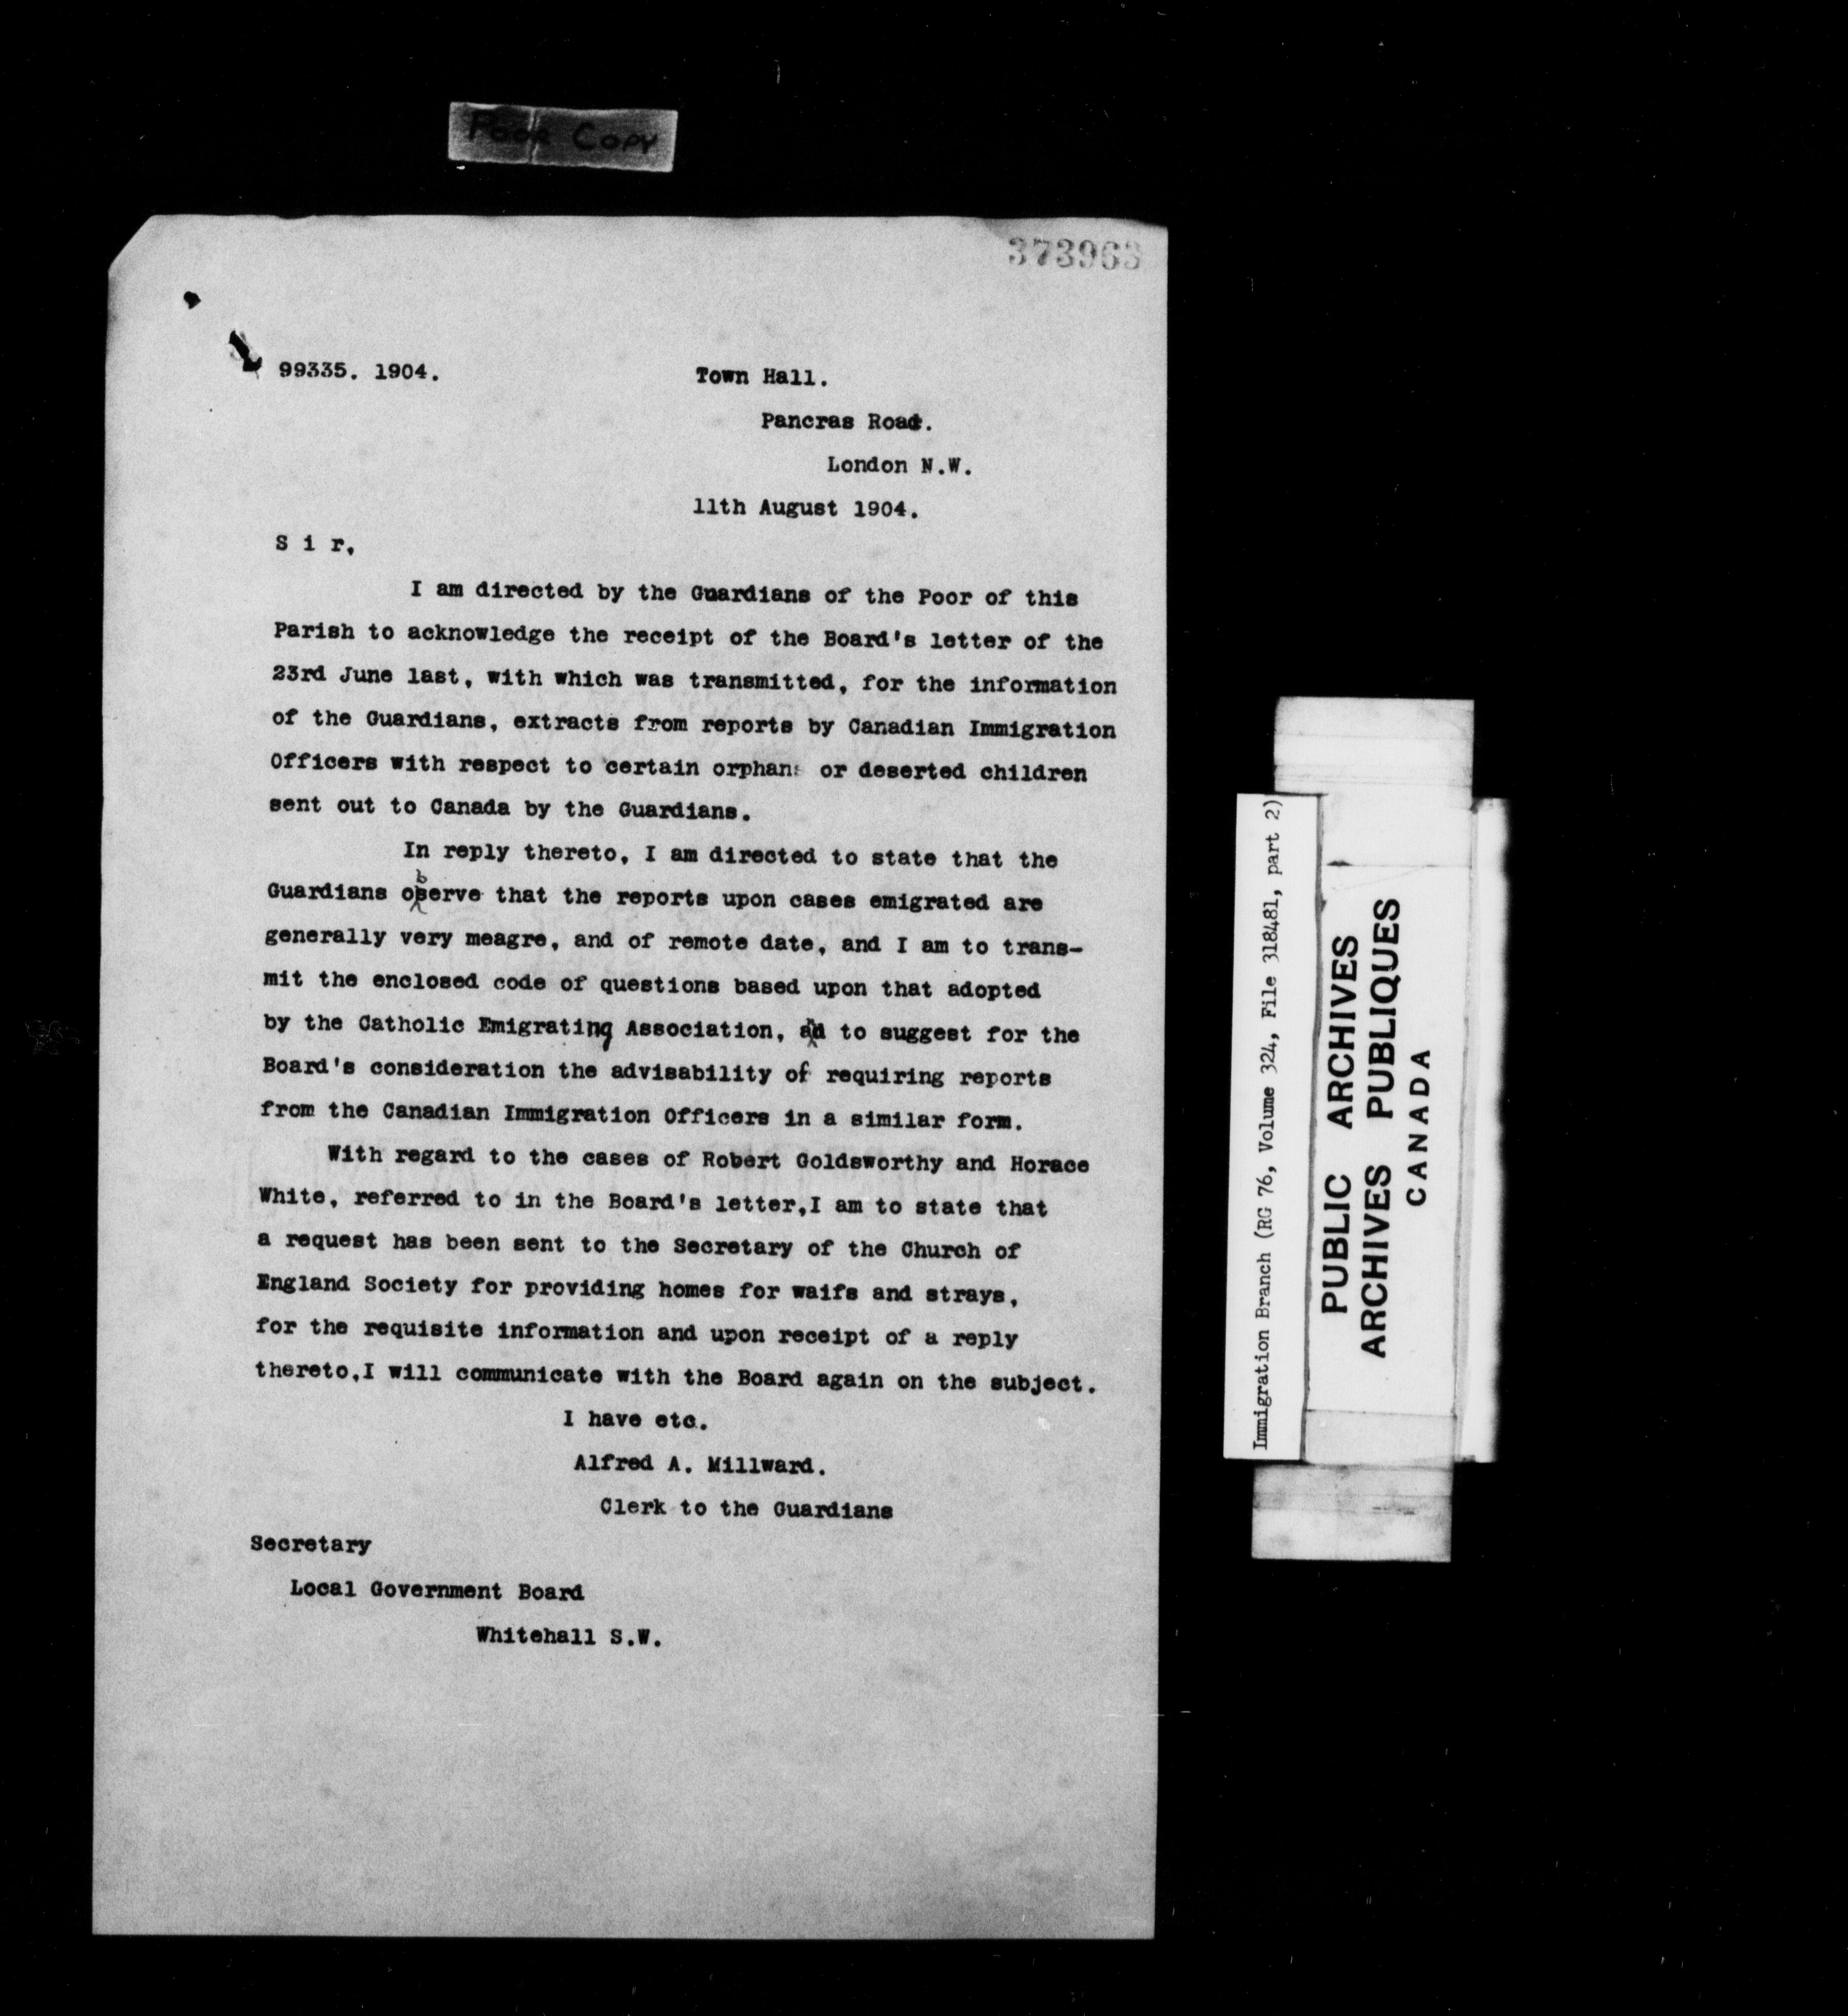 Poor Copy
373963
99335. 1904.
Town Hall.
Pancras Road.
London N.W.
11th August 1904.
S i r,
I am directed by the Guardians of the Poor of this
Parish to acknowledge the receipt of the Board's letter of the
23rd June last, with which was transmitted, for the information
of the Guardians, extracts from reports by Canadian Immigration
Officers with respect to certain orphans or deserted children
sent out to Canada by the Guardians.
In reply thereto, I am directed to state that the
Guardians observe that the reports upon cases emigrated are
generally very meagre, and of remote date, and I am to trans-
mit the enclosed code of questions based upon that adopted
by the Catholic Emigrating Association, and to suggest for the
Board's consideration the advisability of requiring reports
from the Canadian Immigration Officers in a similar form.
With regard to the cases of Robert Goldsworthy and Horace
White, referred to in the Board's letter,I am to state that
a request has been sent to the Secretary of the Church of
England Society for providing homes for waifs and strays,
for the requisite information and upon receipt of a reply
thereto,I will communicate with the Board again on the subject.
I have etc.
Alfred A. Millward.
Clerk to the Guardians
Secretary
Local Government Board
Whitehall S.W.
Immigration Branch (RG 76, Volume 324, File 318481, part 2)
PUBLIC ARCHIVES
ARCHIVES PUBLIQUES
CANADA